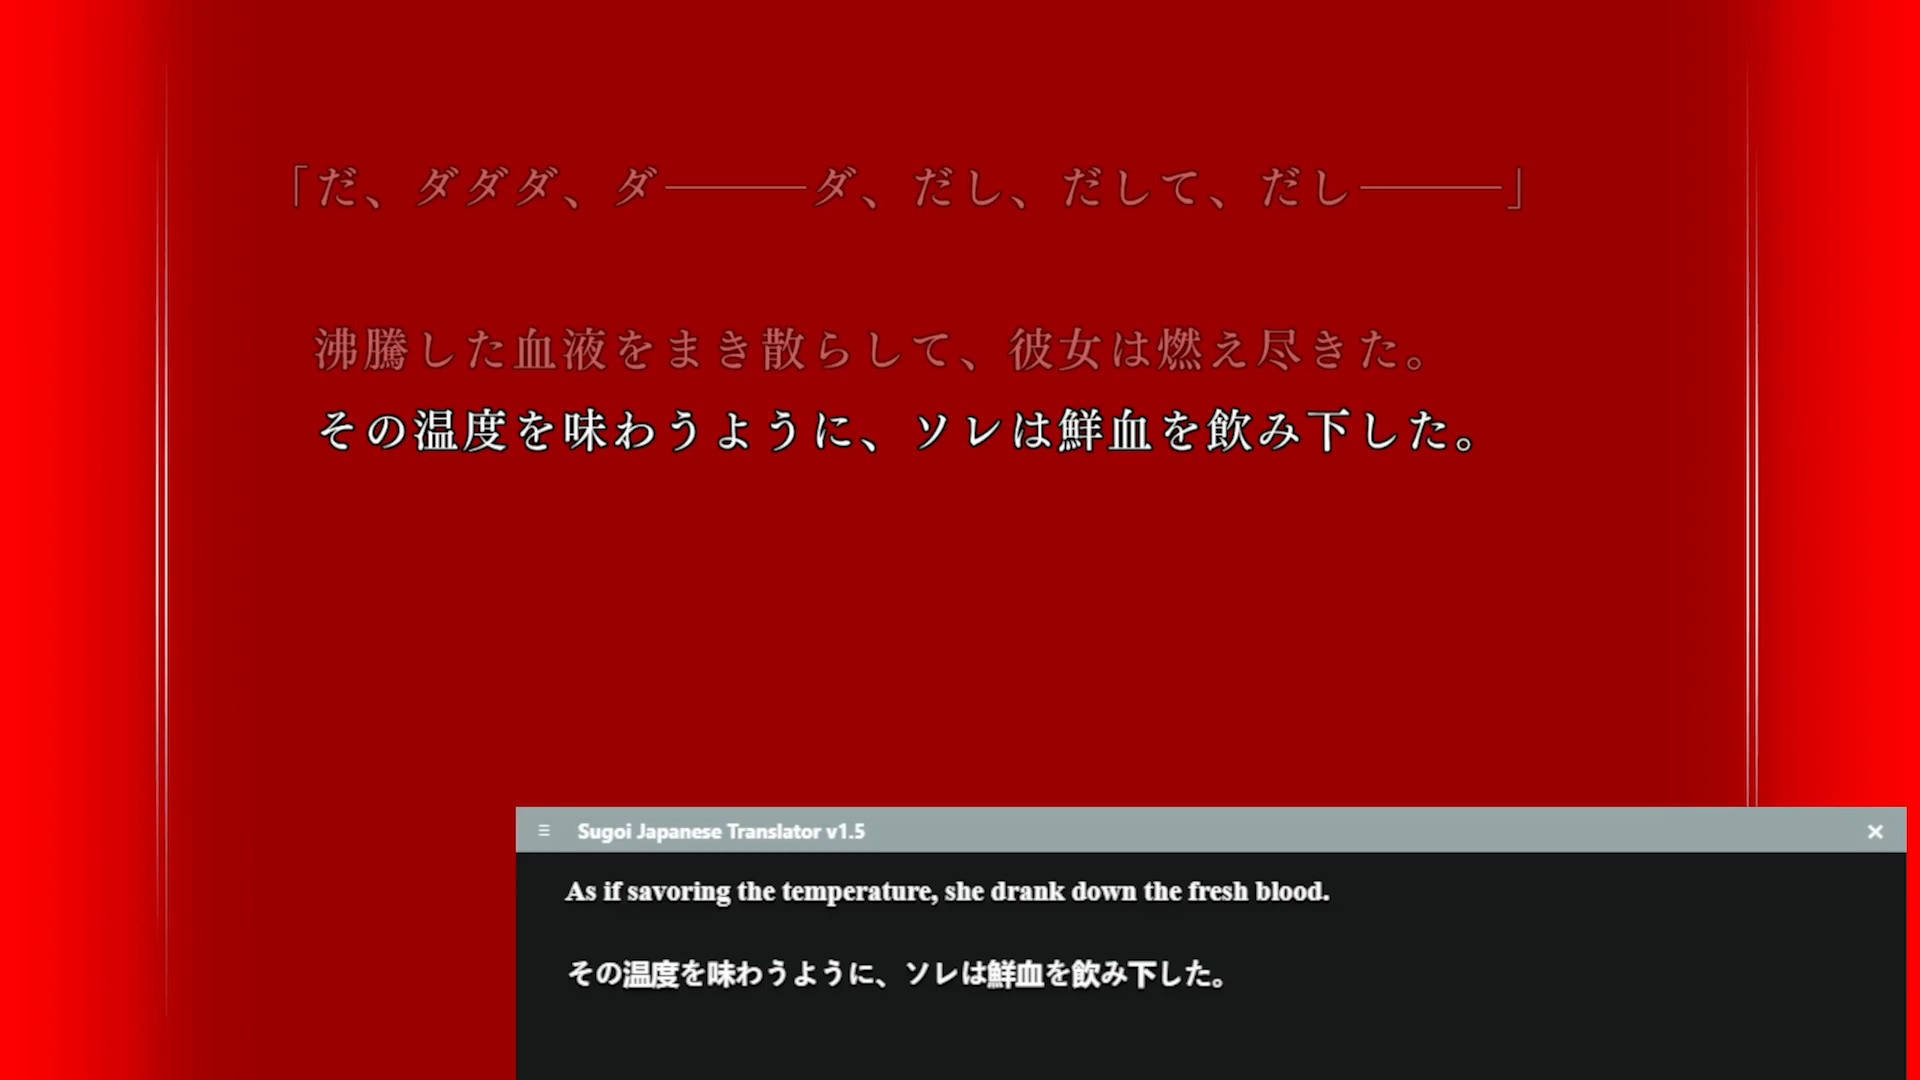 「だ、ダダダ、ダ―――ダ、だし、だして、だし―――」
沸騰した血液をまき散らして、彼女は燃え尽きた。
その温度を味わうように、ソレは鮮血を飲み下した。
≡ Sugoi Japanese Translator v1.5 ×
As if savoring the temperature, she drank down the fresh blood.
その温度を味わうように、ソレは鮮血を飲み下した。